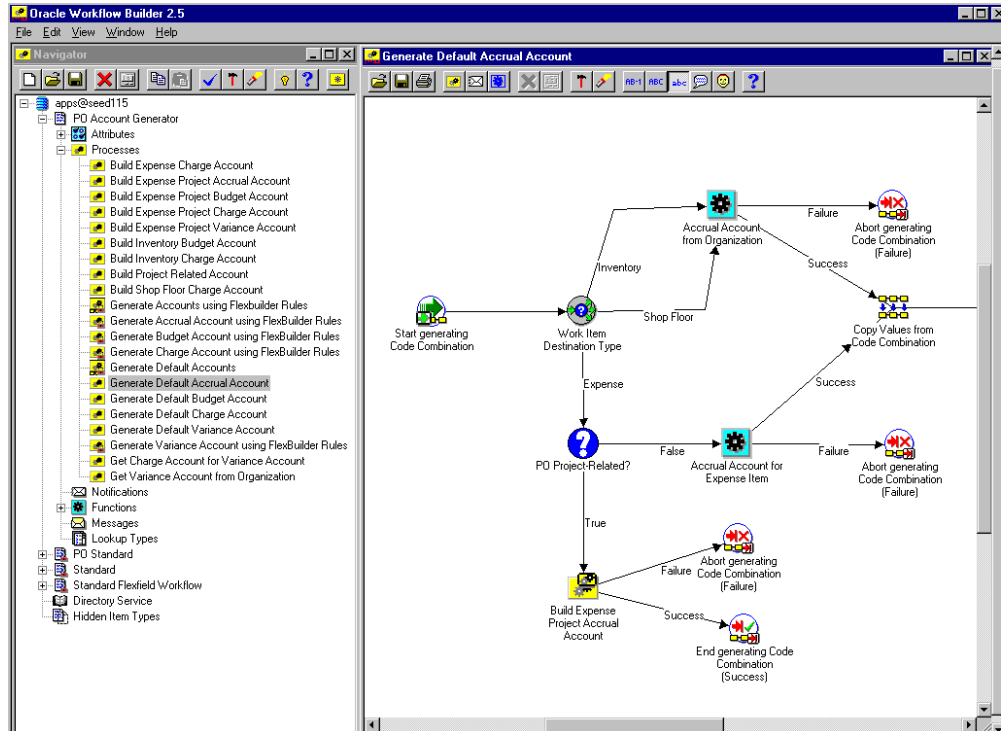 Oracle Workflow Builder 2.5
File Edit View Window Help
Navigator
apps@seed115
PO Account Generator
Attributes
Processes
Build Expense Charge Account
Build Expense Project Accrual Account
Build Expense Project Budget Account
Build Expense Project Charge Account
Build Expense Project Variance Account
Build Inventory Budget Account
Build Inventory Charge Account
Build Project Related Account
Build Shop Floor Charge Account
Generate Accounts using Flexbuilder Rules
Generate Accrual Account using FlexBuilder Rules
Generate Budget Account using FlexBuilder Rules
Generate Charge Account using FlexBuilder Rules
Generate Default Accounts
Generate Default Accrual Account
Generate Default Budget Account
Generate Default Charge Account
Generate Default Variance Account
Generate Variance Account using FlexBuilder Rules
Get Charge Account for Variance Account
Get Variance Account from Organization
Notifications
Functions
Messages
Lookup Types
PO Standard
Standard
Standard Flexfield Workflow
Directory Service
Hidden Item Types
Generate Default Accrual Account
AB-1 ABC abc
Accrual Account
from Organization
Failure
Abort generating
Code Combination
(Failure)
Inventory
Success
Start generating
Code Combination
Work Item
Destination Type
Shop Floor
Copy Values from
Code Combination
Expense
Success
PO Project-Related?
False
Accrual Account for
Expense Item
Failure
Abort generating
Code Combination
(Failure)
True
Failure
Abort generating
Code Combination
(Failure)
Build Expense
Project Accrual
Account
Success
End generating Code
Combination
(Success)